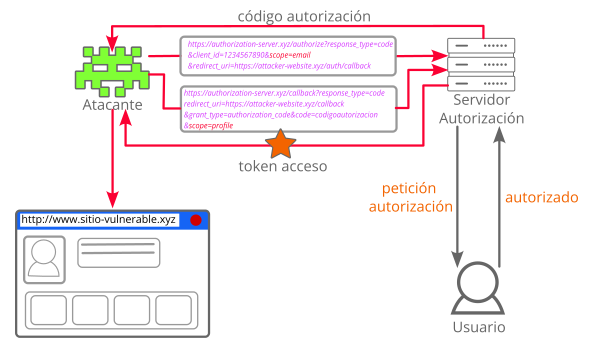 código autorización
https://authorization-server.xyz/authorize?response_type=code
&client_id=1234567890&scope=email
&redirect_uri=https://attacker-website.xyz/auth/callback
Atacante
https://authorization-server.xyz/callback?response_type=code
redirect_uri=https://attacker-website.xyz/callback
&grant_type=authorization_code&code=codigoautorizacion
&scope=profile
Servidor
Autorización
token acceso
petición
autorización
autorizado
http://www.sitio-vulnerable.xyz
Usuario